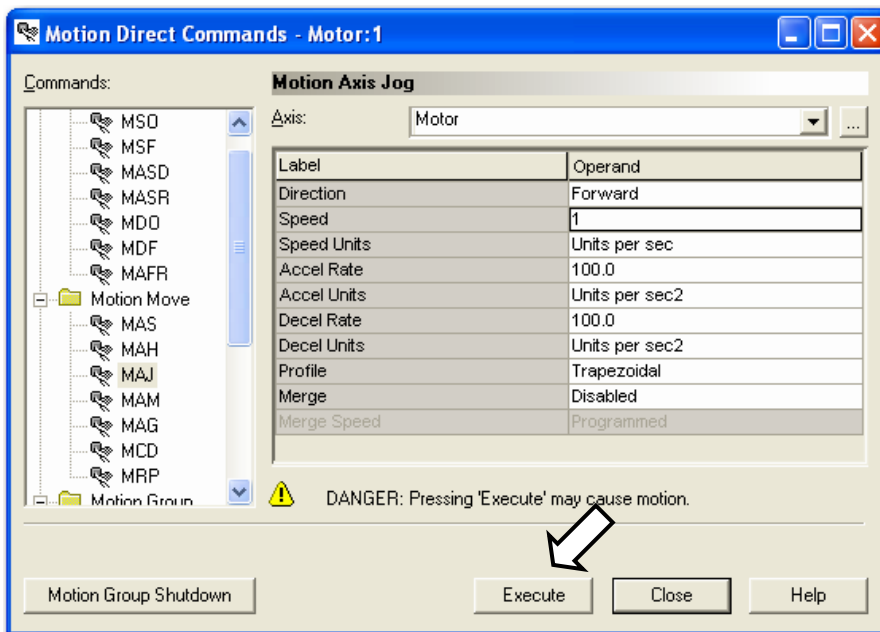 Motion Direct Commands - Motor:1
Commands:
MSO
MSF
MASD
MASR
MDO
MDF
MAFR
Motion Move
MAS
MAH
MAJ
MAM
MAG
MCD
MRP
Motion Group
Motion Axis Jog
Axis: Motor ...
Label Operand
Direction Forward
Speed 1
Speed Units Units per sec
Accel Rate 100.0
Accel Units Units per sec2
Decel Rate 100.0
Decel Units Units per sec2
Profile Trapezoidal
Merge Disabled
Merge Speed Programmed
DANGER: Pressing 'Execute' may cause motion.
Motion Group Shutdown Execute Close Help